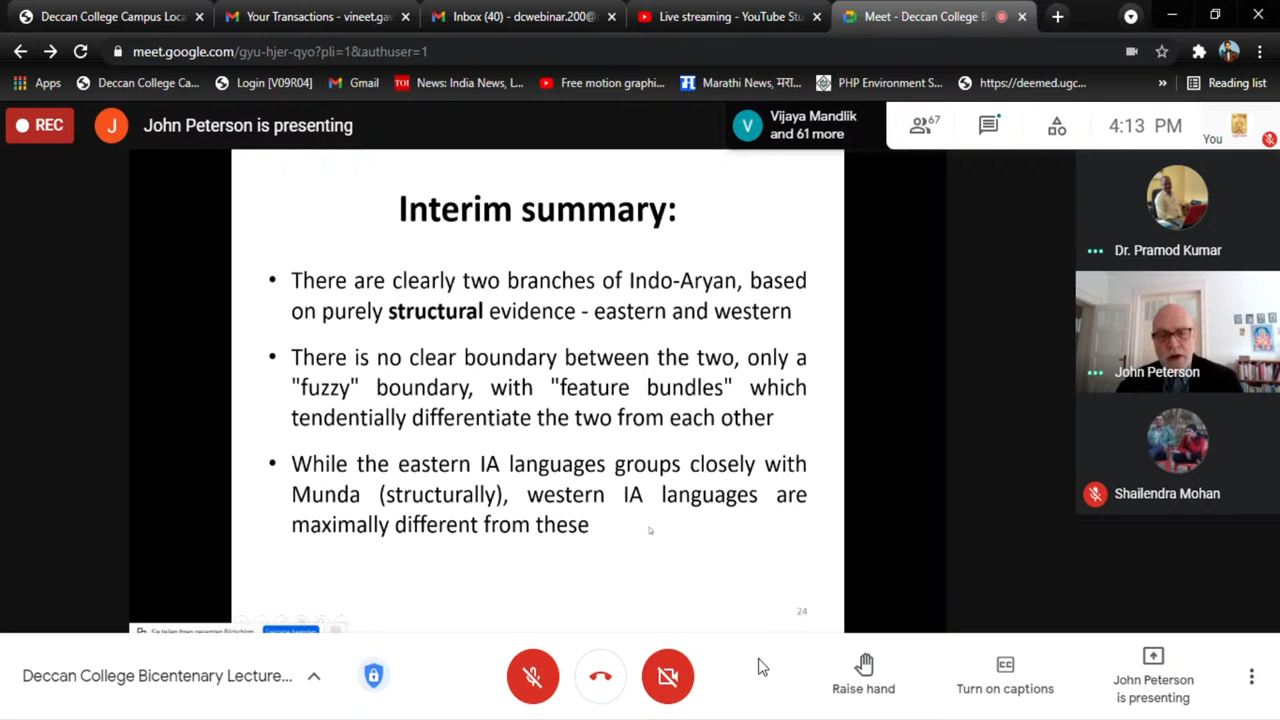 Deccan College Campus Loca
Your Transactions - vineet.ga
Inbox (40) - dcwebinar.200@
Live streaming - YouTube Stu
Meet - Deccan College B
meet.google.com/gyu-hjer-qyo?pli=1&authuser=1
Apps
Deccan College Ca...
Login [V09R04]
Gmail
TOI
News: India News, L...
Free motion graphi...
Marathi News, मरा...
PHP Environment S...
https://deemed.ugc...
»
Reading list
REC
J
John Peterson is presenting
V
Vijaya Mandlik
and 61 more
67
4:13 PM
You
Interim summary:
• There are clearly two branches of Indo-Aryan, based
on purely structural evidence - eastern and western
• There is no clear boundary between the two, only a
"fuzzy" boundary, with "feature bundles" which
tendentially differentiate the two from each other
• While the eastern IA languages groups closely with
Munda (structurally), western IA languages are
maximally different from these
24
Dr. Pramod Kumar
John Peterson
Shailendra Mohan
Deccan College Bicentenary Lecture...
Raise hand
Turn on captions
John Peterson
is presenting